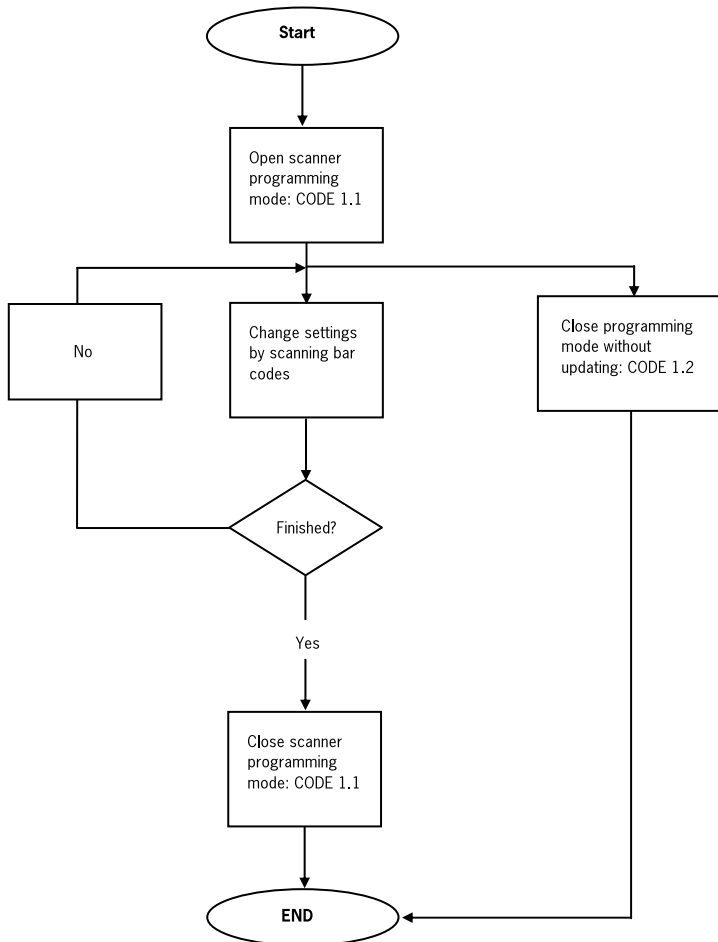 Start
Open scanner
programming
mode: CODE 1.1
No
Change settings
by scanning bar
codes
Close programming
mode without
updating: CODE 1.2
Finished?
Yes
Close scanner
programming
mode: CODE 1.1
END